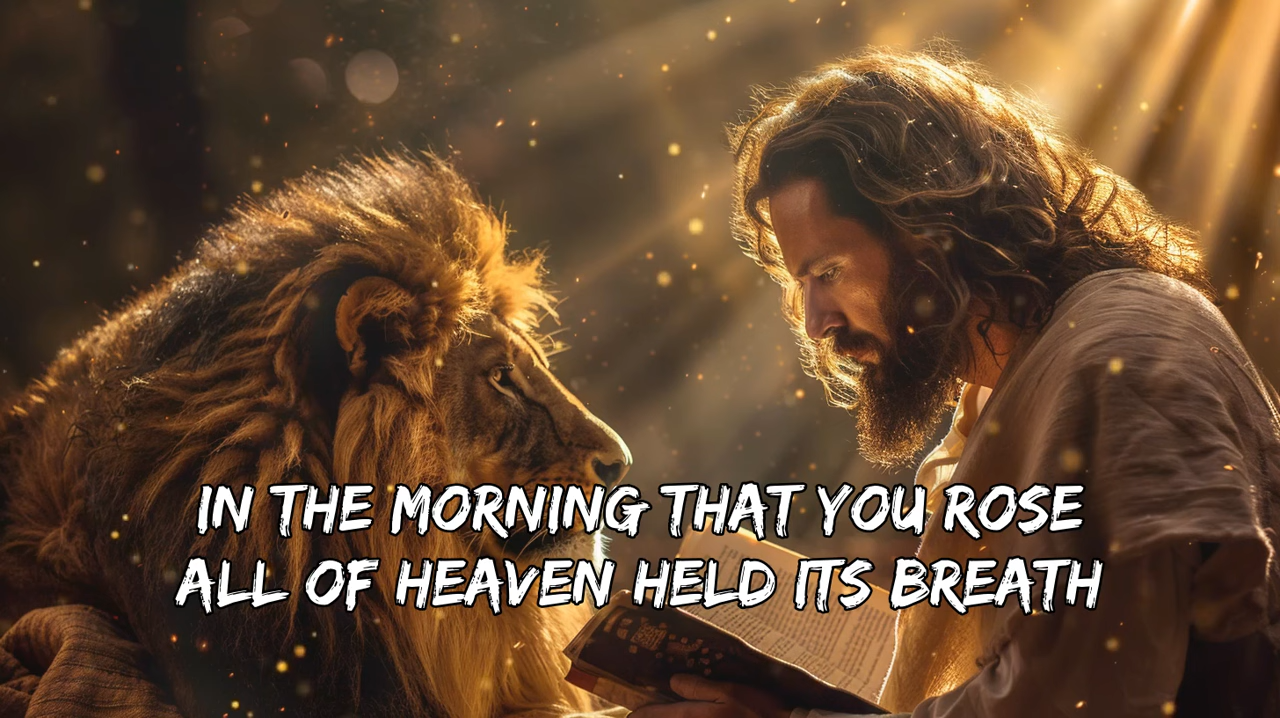 IN THE MORNING THAT YOU ROSE
ALL OF HEAVEN HELD ITS BREATH